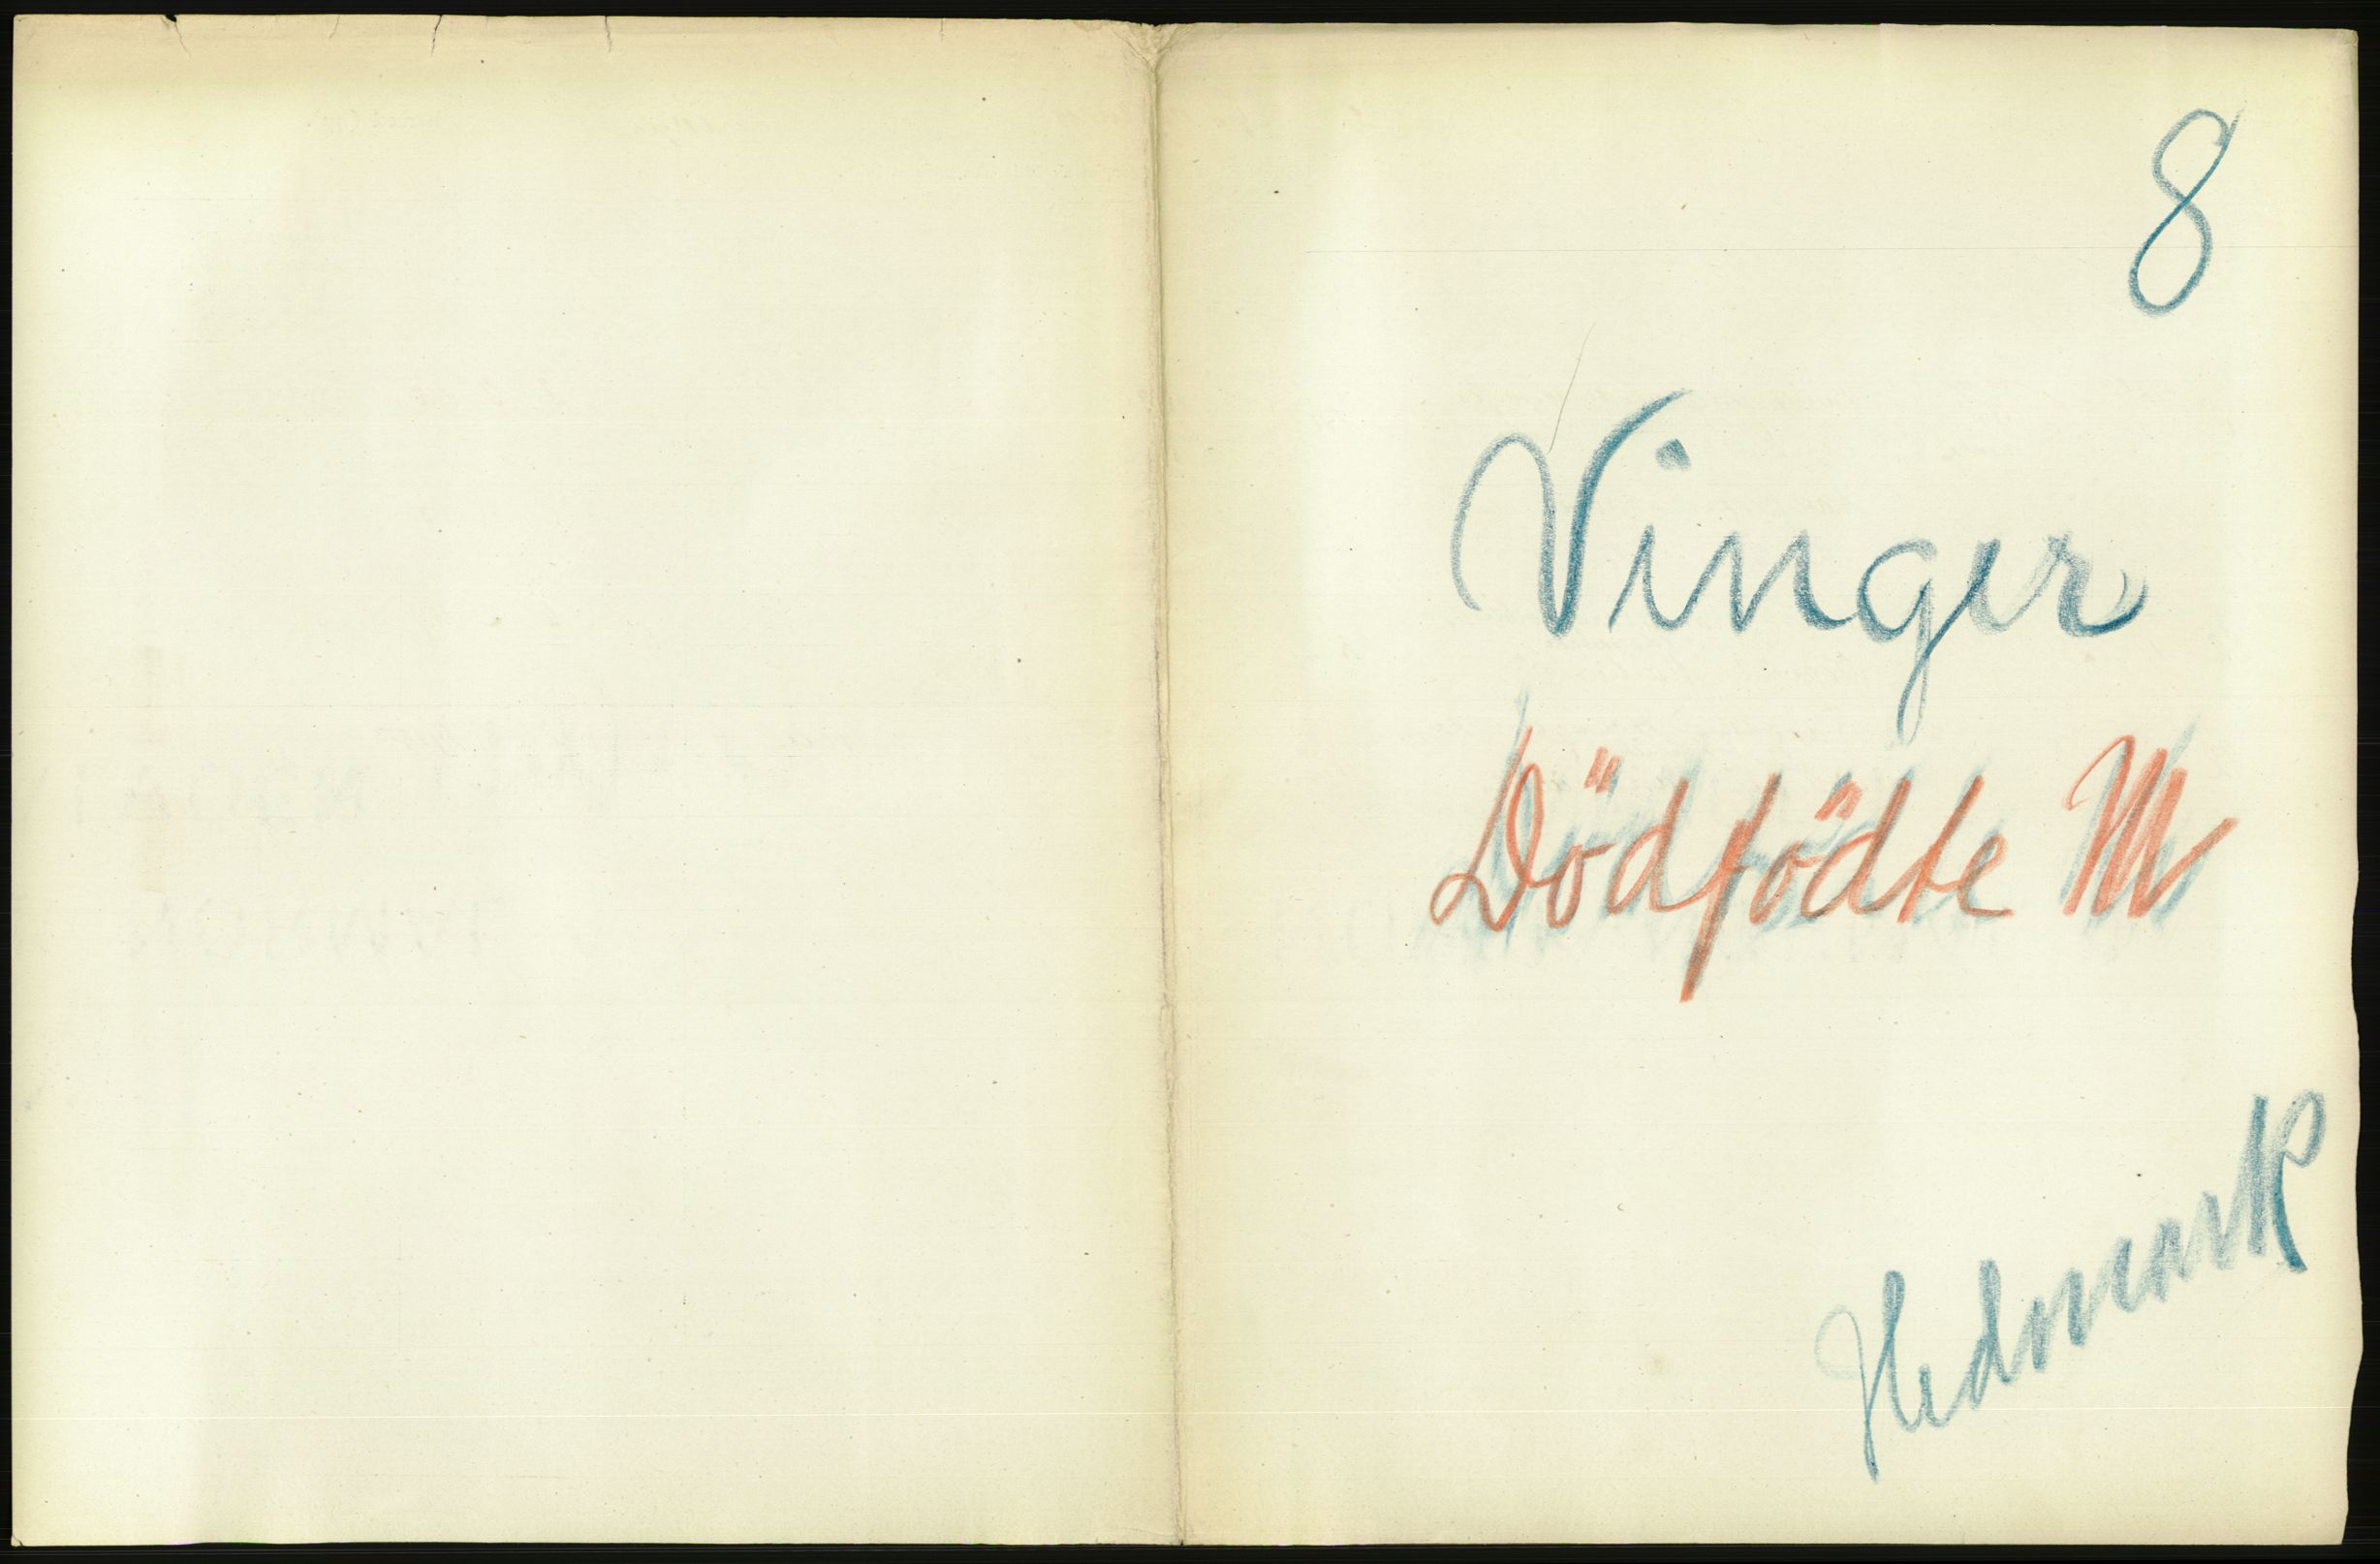 8
Vinger
Dödfödte M
Hedmark